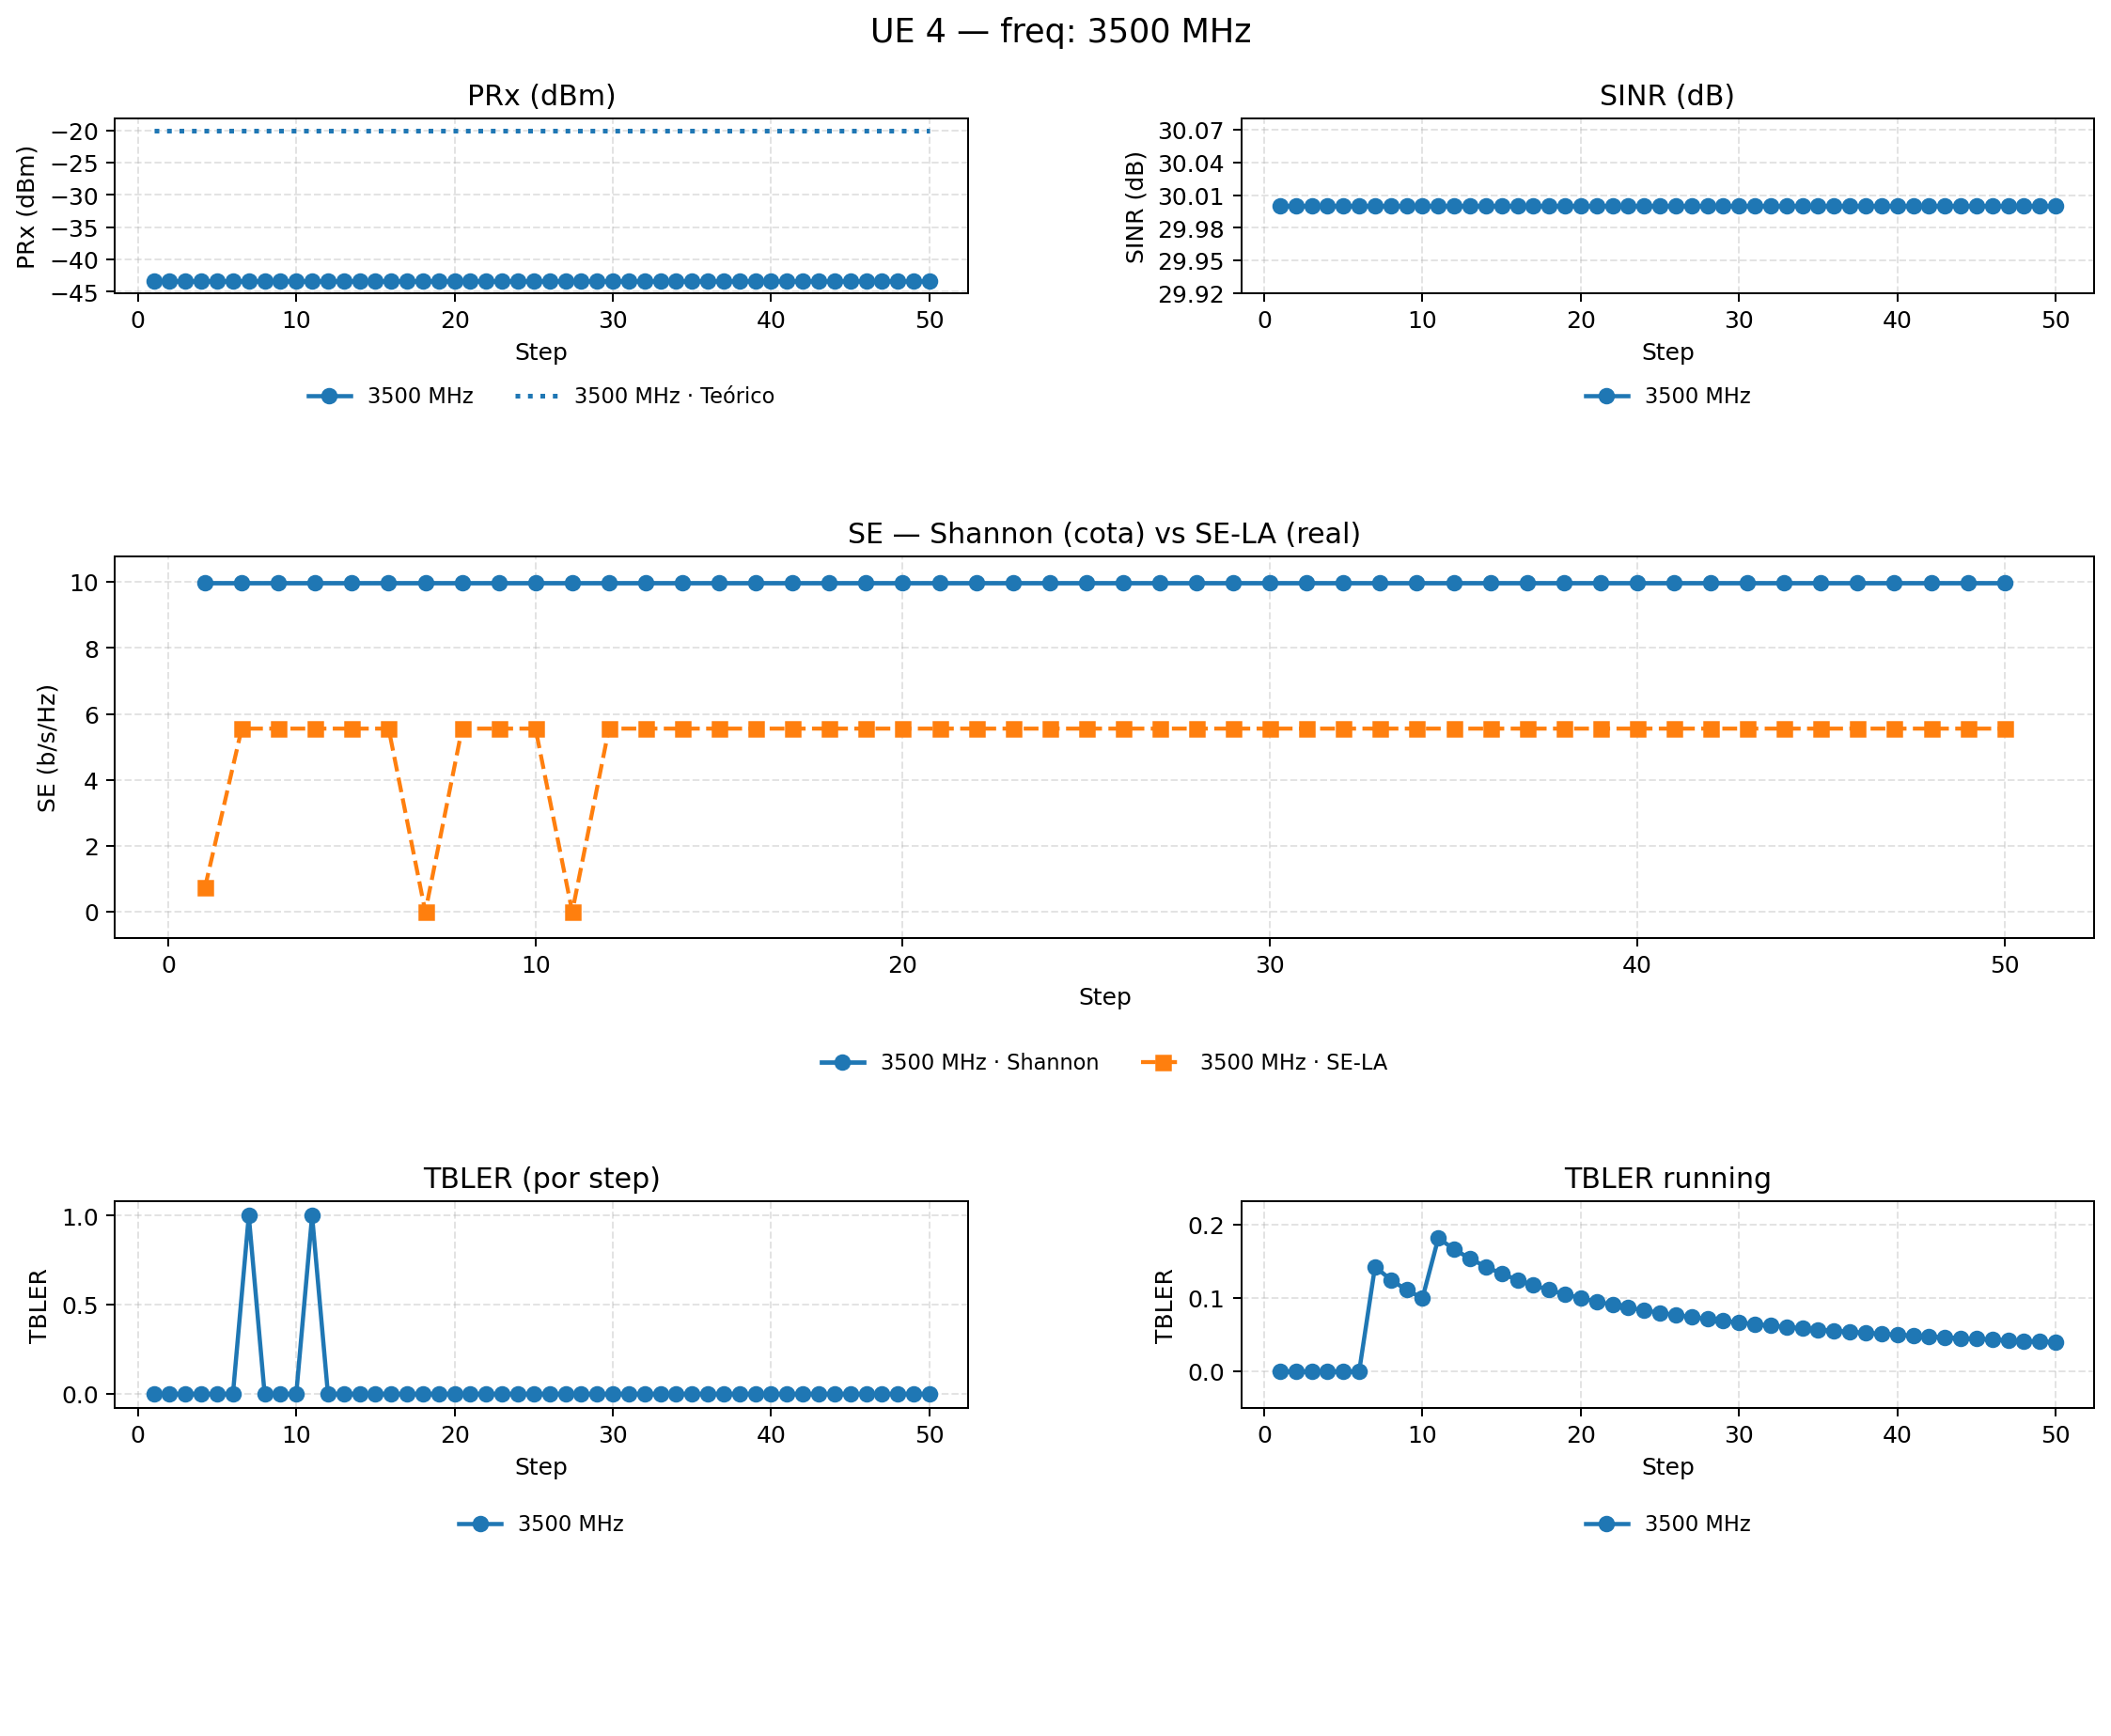 UE 4 — freq: 3500 MHz
PRx (dBm)
PRx (dBm)
−20
−25
−30
−35
−40
−45
0 10 20 30 40 50
Step
3500 MHz 3500 MHz · Teórico
SINR (dB)
SINR (dB)
30.07
30.04
30.01
29.98
29.95
29.92
0 10 20 30 40 50
Step
3500 MHz
SE — Shannon (cota) vs SE-LA (real)
SE (b/s/Hz)
10
8
6
4
2
0
0 10 20 30 40 50
Step
3500 MHz · Shannon 3500 MHz · SE-LA
TBLER (por step)
TBLER
1.0
0.5
0.0
0 10 20 30 40 50
Step
3500 MHz
TBLER running
TBLER
0.2
0.1
0.0
0 10 20 30 40 50
Step
3500 MHz